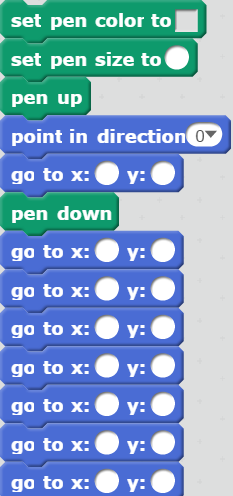 set pen color to
set pen size to
pen up
point in direction 0▼
go to x: y:
pen down
go to x: y:
go to x: y:
go to x: y:
go to x: y:
go to x: y:
go to x: y:
go to x: y: